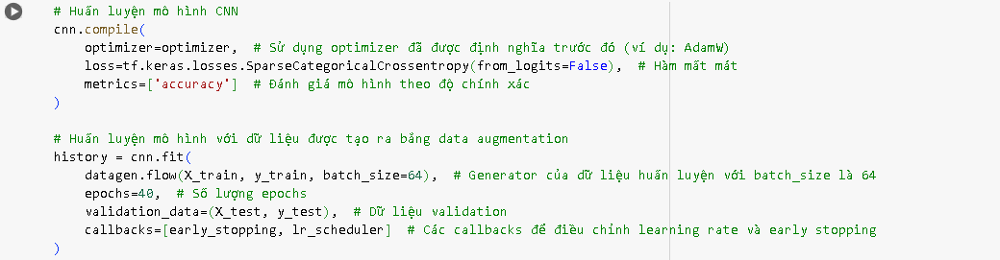 # Huấn luyện mô hình CNN
cnn.compile(
    optimizer=optimizer,  # Sử dụng optimizer đã được định nghĩa trước đó (ví dụ: AdamW)
    loss=tf.keras.losses.SparseCategoricalCrossentropy(from_logits=False),  # Hàm mất mát
    metrics=['accuracy']  # Đánh giá mô hình theo độ chính xác
)
# Huấn luyện mô hình với dữ liệu được tạo ra bằng data augmentation
history = cnn.fit(
    datagen.flow(X_train, y_train, batch_size=64),  # Generator của dữ liệu huấn luyện với batch_size là 64
    epochs=40,  # Số lượng epochs
    validation_data=(X_test, y_test),  # Dữ liệu validation
    callbacks=[early_stopping, lr_scheduler]  # Các callbacks để điều chỉnh learning rate và early stopping
)